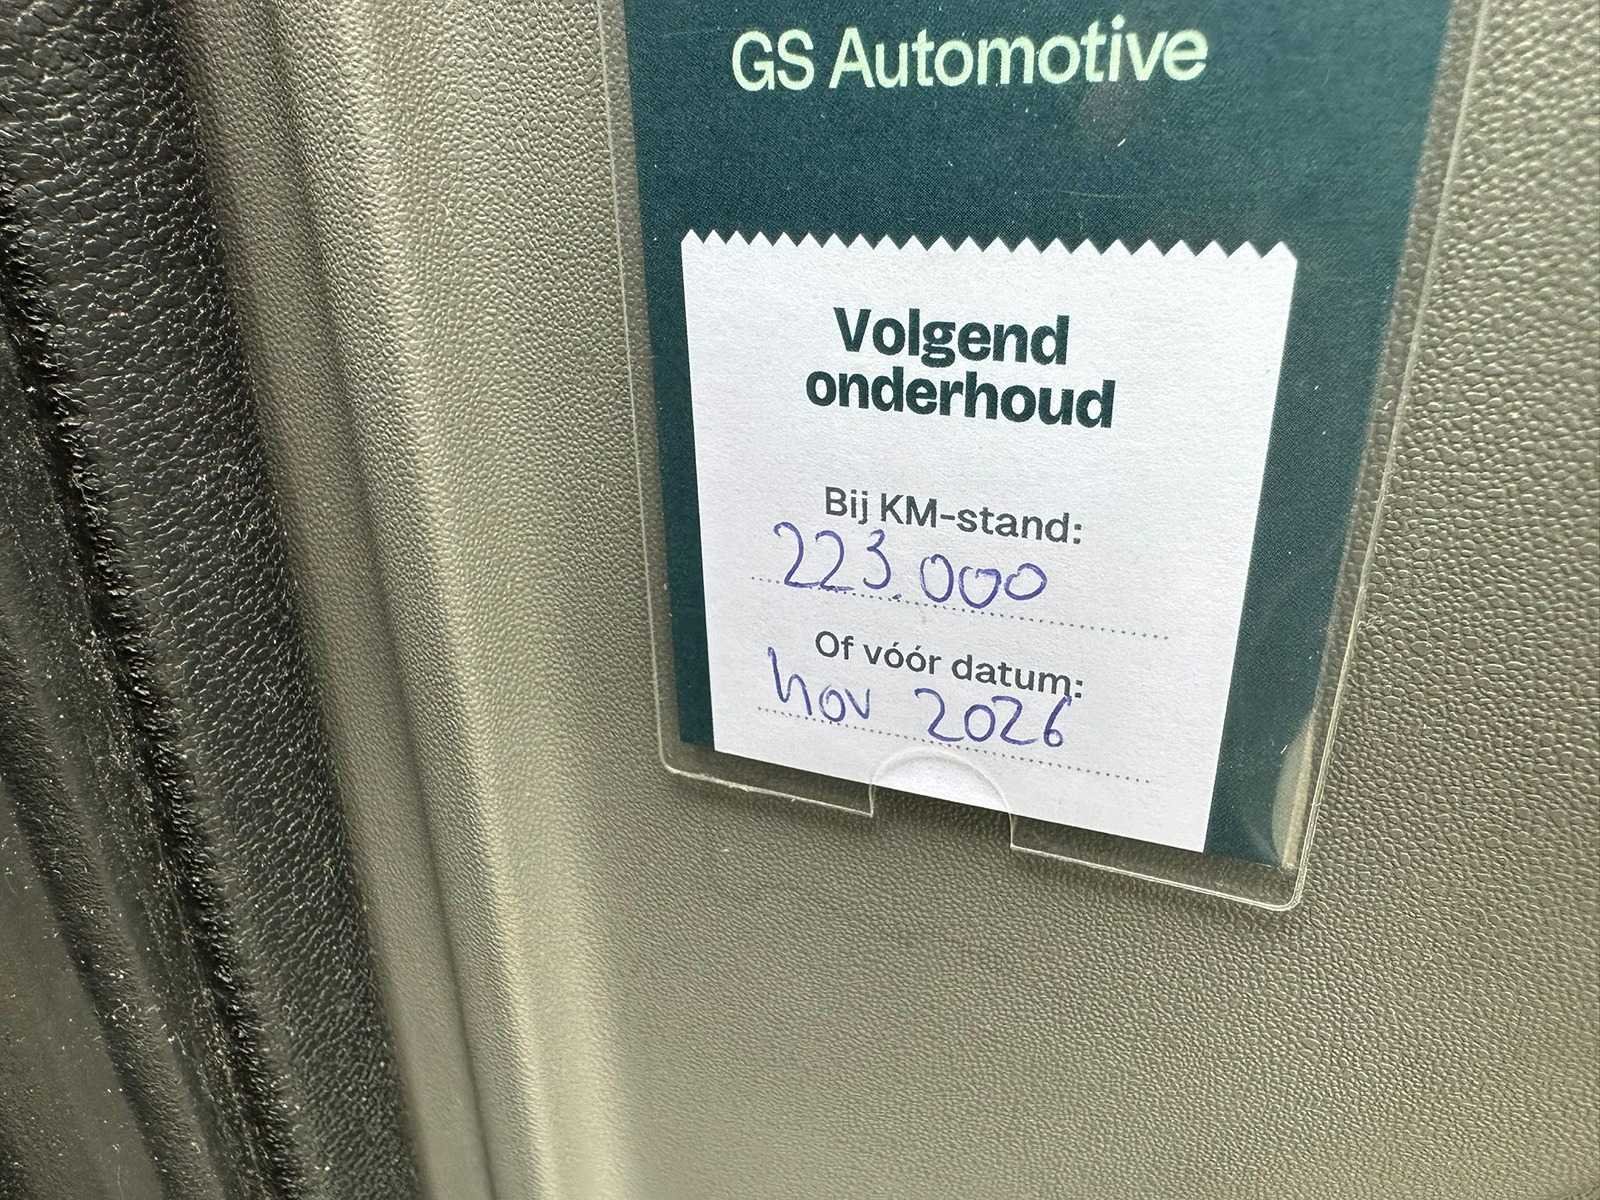 GS Automotive
Volgend
onderhoud
Bij KM-stand:
223.000
Of vóór datum:
nov 2026